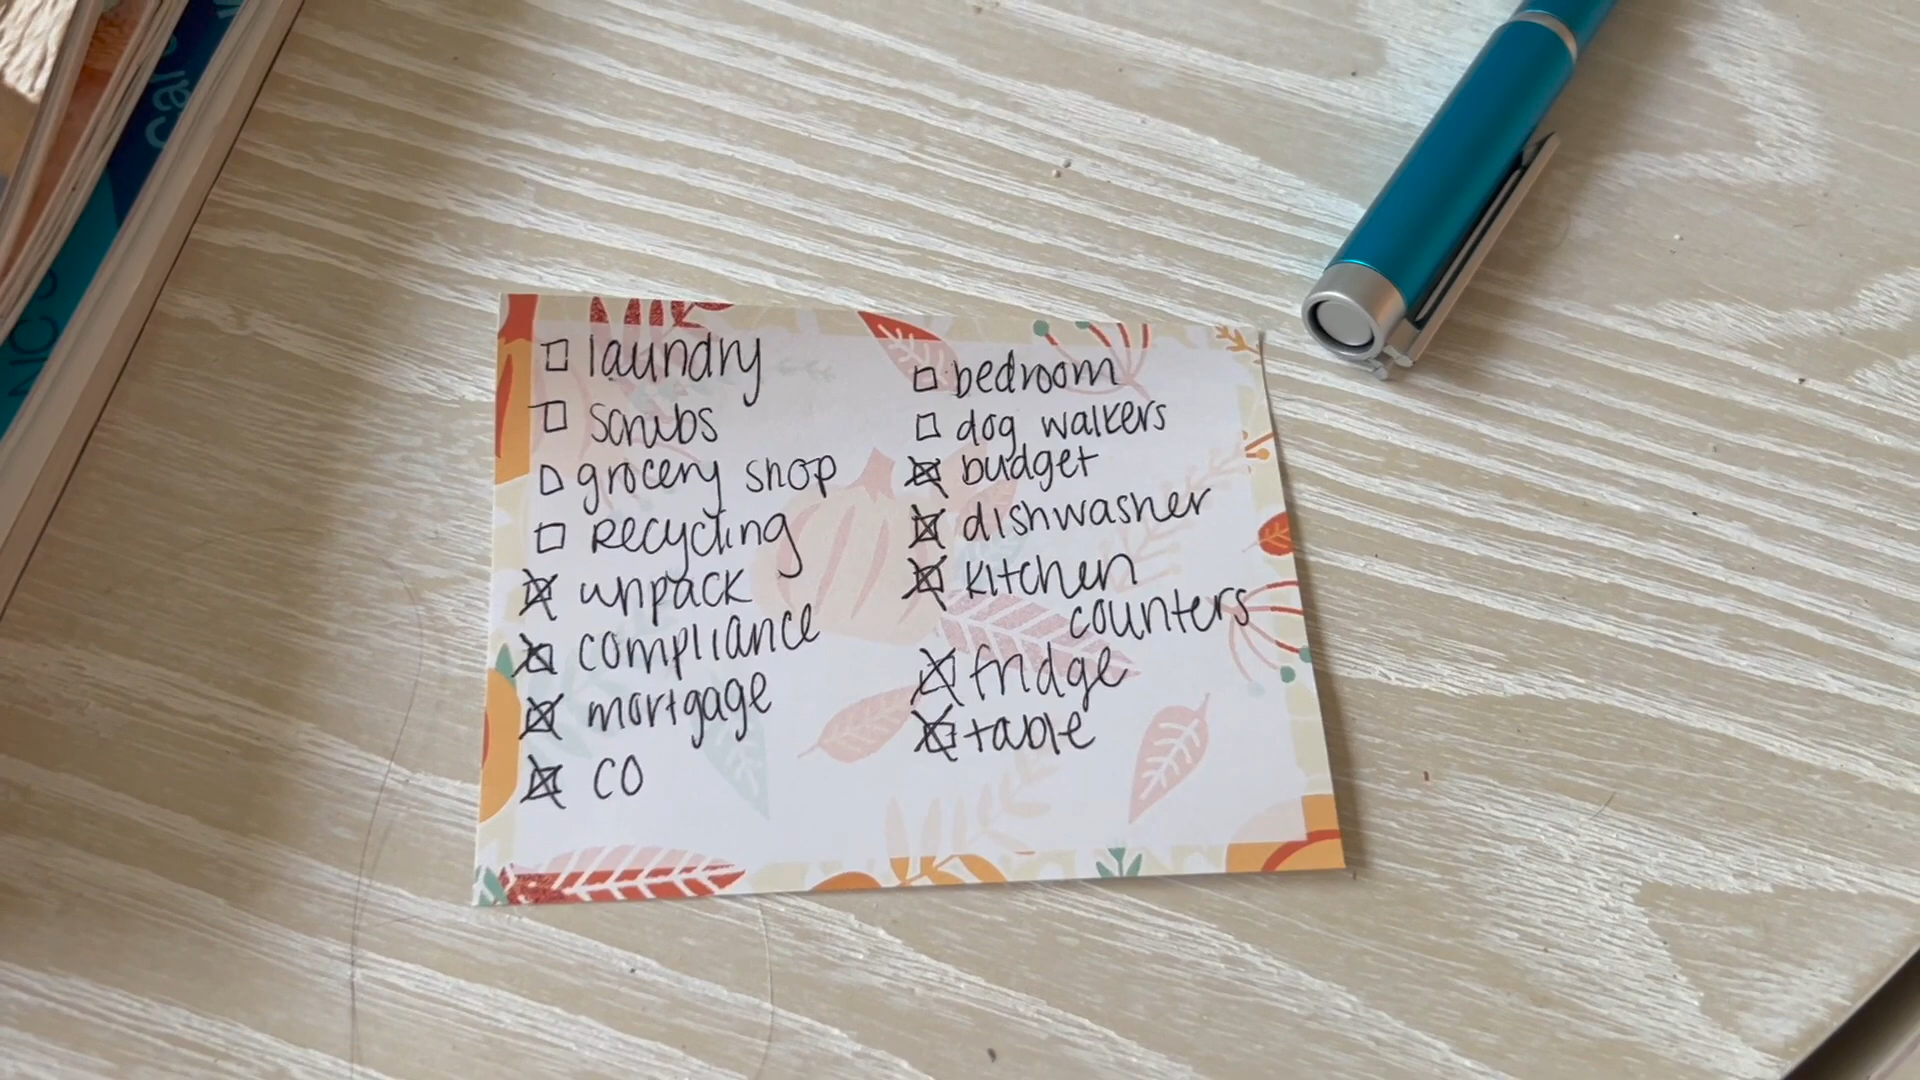 laundry
scrubs
grocery shop
Recycling
unpack
compliance
mortgage
CO
bedroom
dog walkers
budget
dishwasher
kitchen
counters
fridge
table